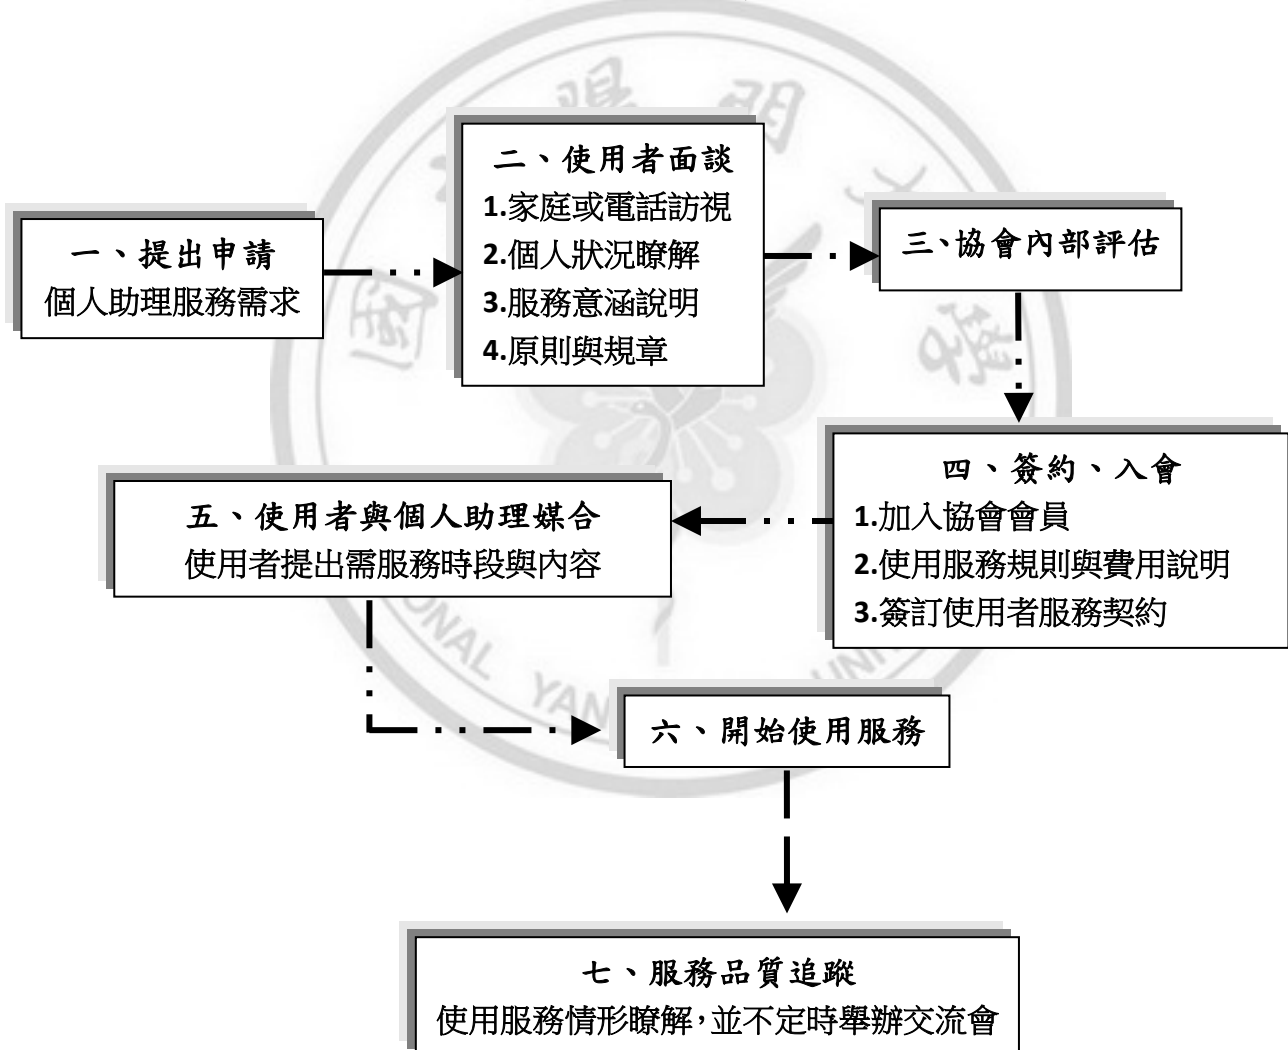 一、提出申請
個人助理服務需求
二、使用者面談
1.家庭或電話訪視
2.個人狀況瞭解
3.服務意涵說明
4.原則與規章
三、協會內部評估
四、簽約、入會
1.加入協會會員
2.使用服務規則與費用說明
3.簽訂使用者服務契約
五、使用者與個人助理媒合
使用者提出需服務時段與內容
六、開始使用服務
七、服務品質追蹤
使用服務情形瞭解，並不定時舉辦交流會